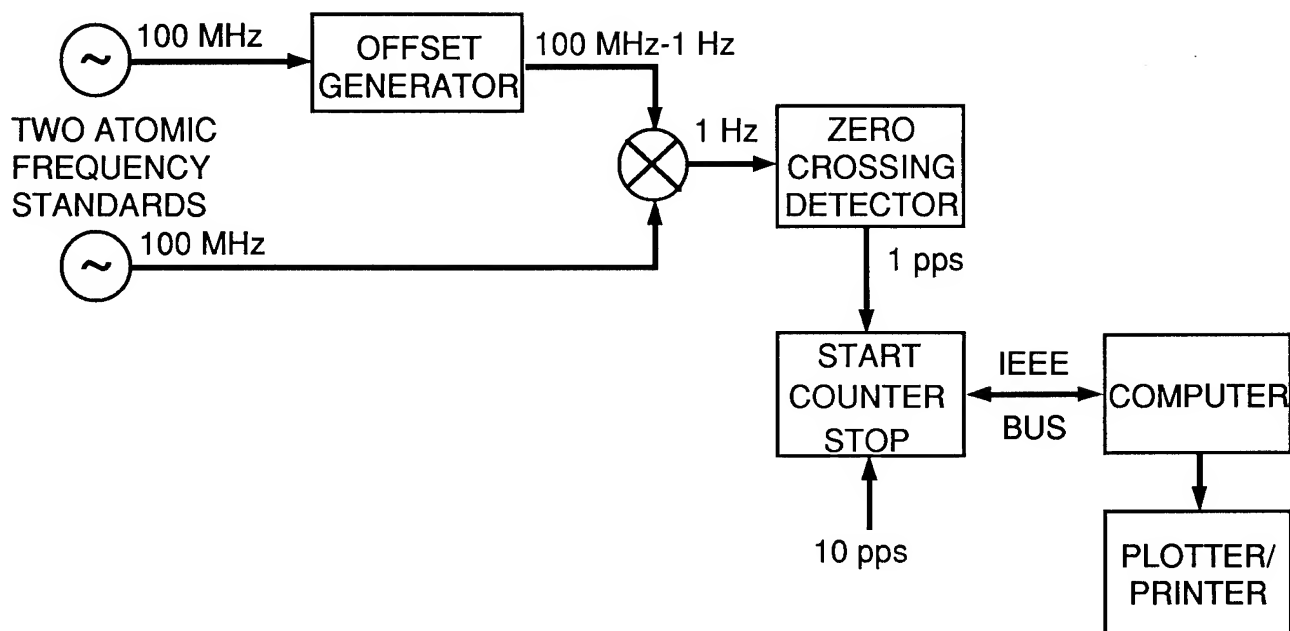 100 MHz
OFFSET
GENERATOR
100 MHz-1 Hz
TWO ATOMIC
FREQUENCY
STANDARDS
100 MHz
1 Hz
ZERO
CROSSING
DETECTOR
1 pps
START
COUNTER
STOP
10 pps
IEEE
BUS
COMPUTER
PLOTTER/
PRINTER